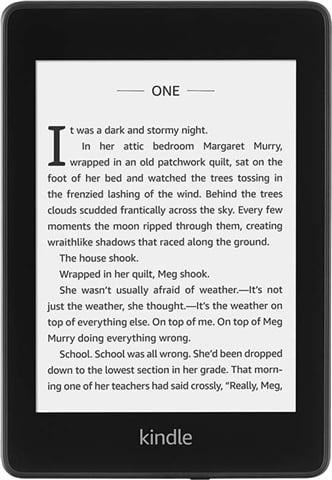 ONE
It was a dark and stormy night.
In her attic bedroom Margaret Murry,
wrapped in an old patchwork quilt, sat on the
foot of her bed and watched the trees tossing in
the frenzied lashing of the wind. Behind the trees
clouds scudded frantically across the sky. Every few
moments the moon ripped through them, creating
wraithlike shadows that raced along the ground.
The house shook.
Wrapped in her quilt, Meg shook.
She wasn't usually afraid of weather.—It's not
just the weather, she thought.—It's the weather on
top of everything else. On top of me. On top of Meg
Murry doing everything wrong.
School. School was all wrong. She'd been dropped
down to the lowest section in her grade. That morn-
ing one of her teachers had said crossly, “Really, Meg,
kindle